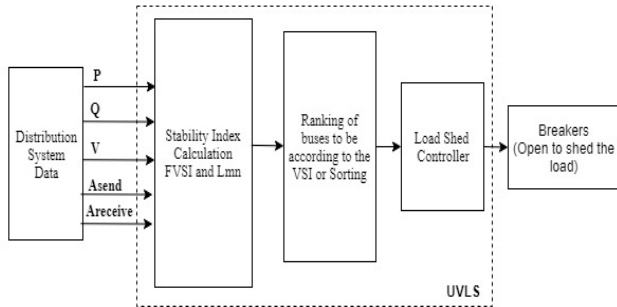 Distribution
System
Data
P
Q
V
Asend
Areceive
Stability Index
Calculation
FVSI and Lmn
Ranking of
buses to be
according to the
VSI or Sorting
Load Shed
Controller
Breakers
(Open to shed the
load)
UVLS